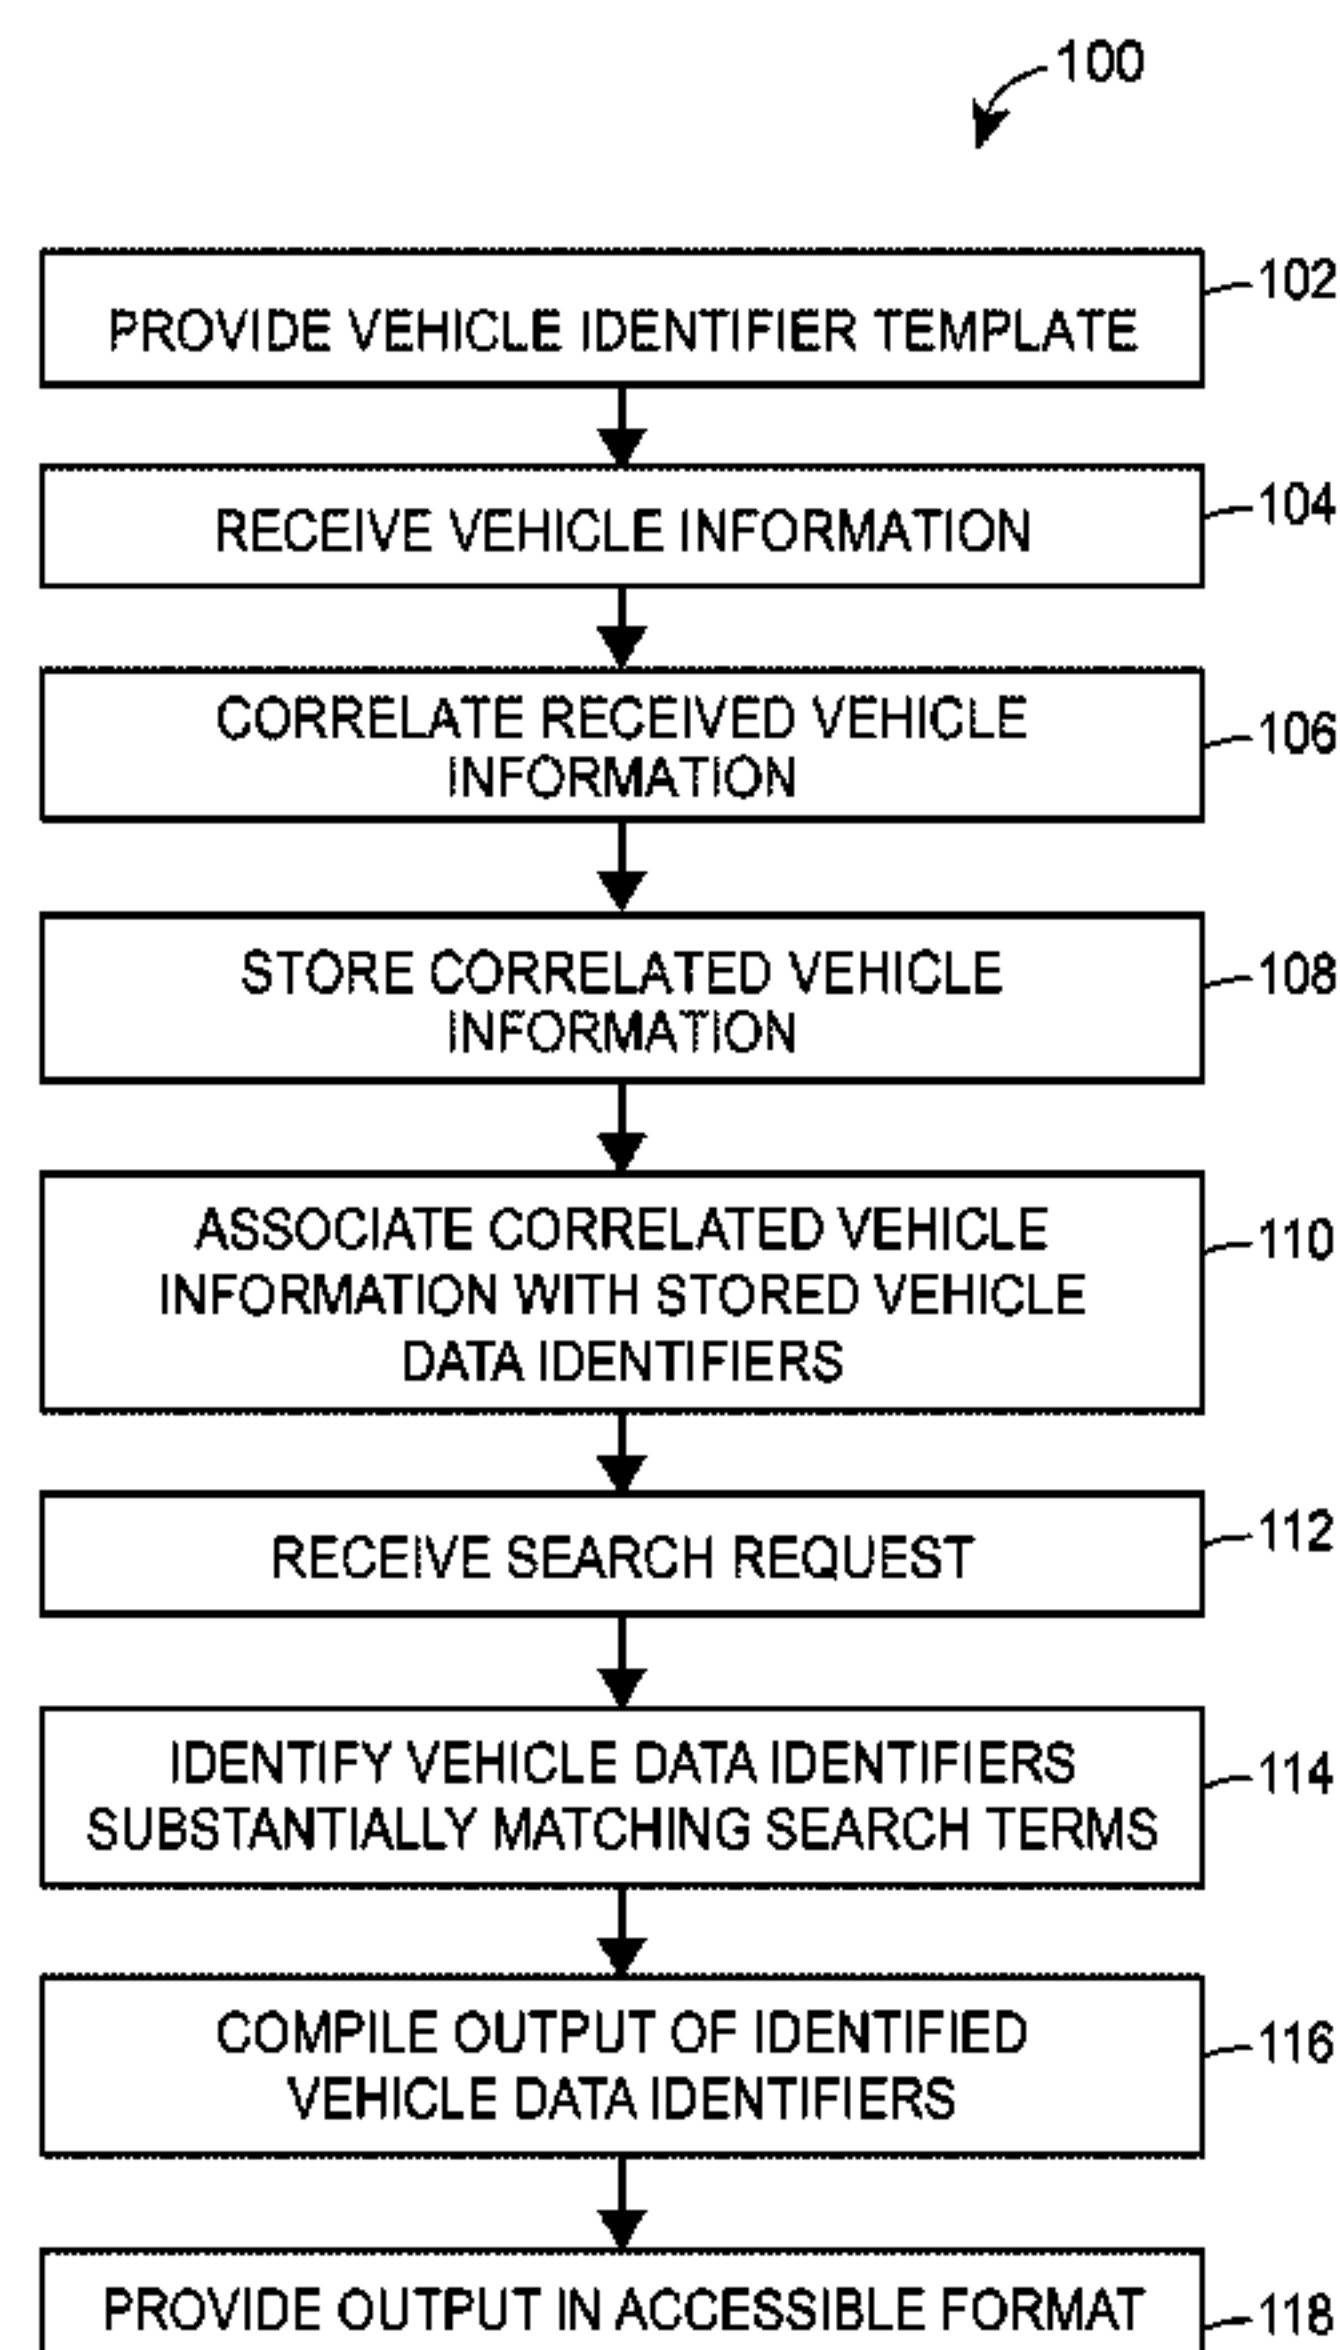 100
PROVIDE VEHICLE IDENTIFIER TEMPLATE
102
RECEIVE VEHICLE INFORMATION
104
CORRELATE RECEIVED VEHICLE
INFORMATION
106
STORE CORRELATED VEHICLE
INFORMATION
108
ASSOCIATE CORRELATED VEHICLE
INFORMATION WITH STORED VEHICLE
DATA IDENTIFIERS
110
RECEIVE SEARCH REQUEST
112
IDENTIFY VEHICLE DATA IDENTIFIERS
SUBSTANTIALLY MATCHING SEARCH TERMS
114
COMPILE OUTPUT OF IDENTIFIED
VEHICLE DATA IDENTIFIERS
116
PROVIDE OUTPUT IN ACCESSIBLE FORMAT
118